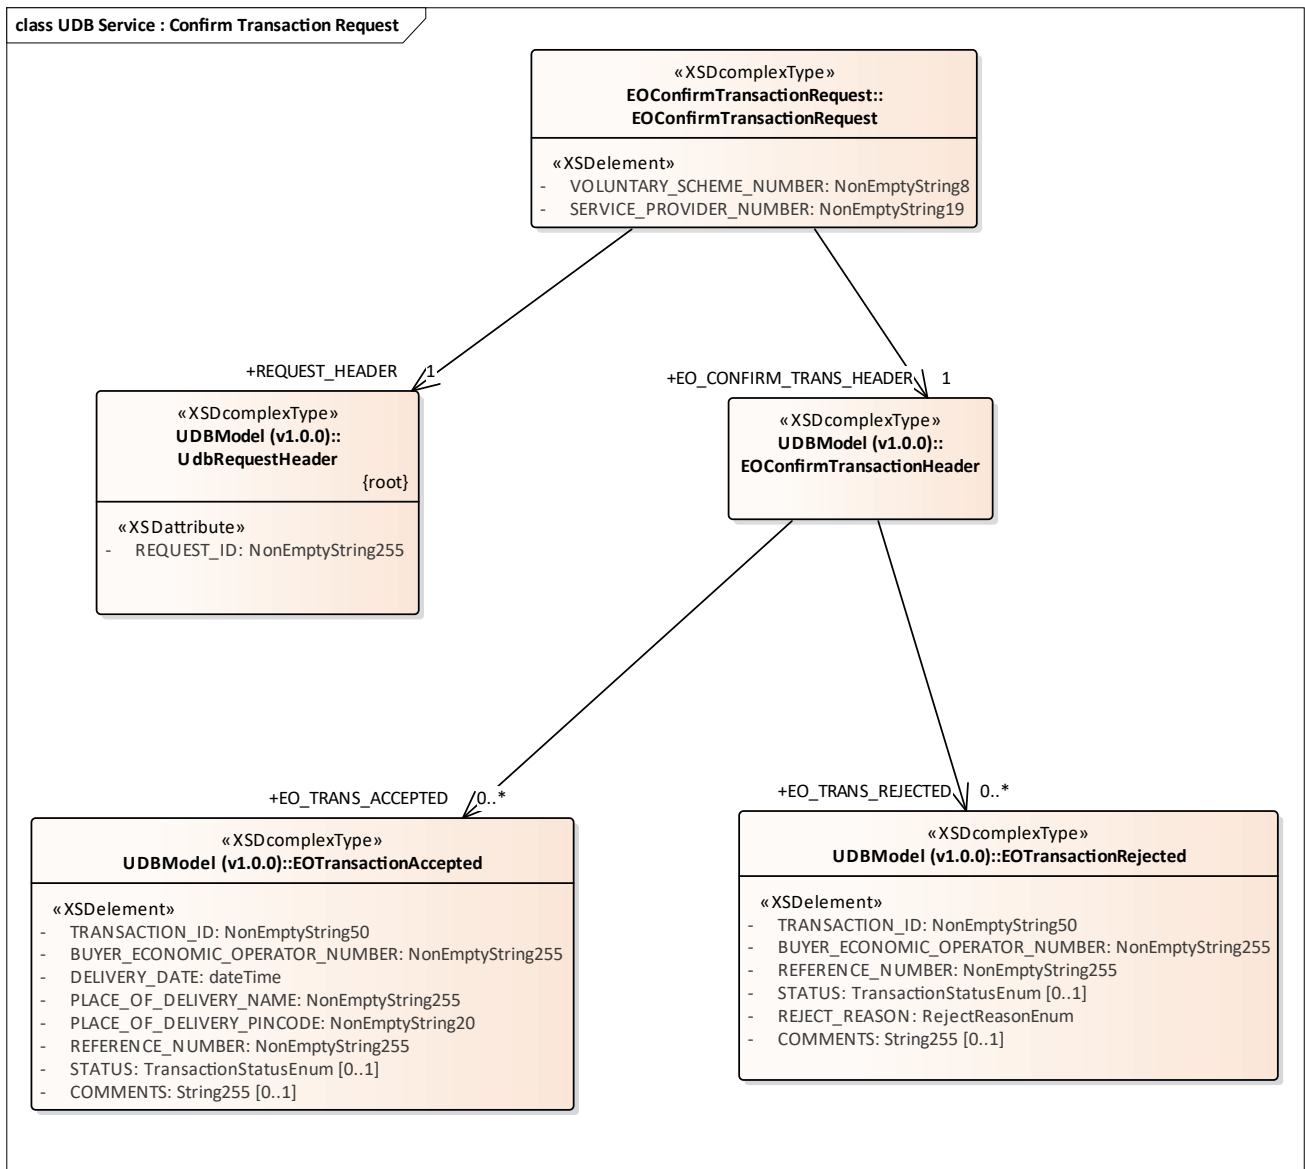 class UDB Service : Confirm Transaction Request
«XSDcomplexType»
EOConfirmTransactionRequest::
EOConfirmTransactionRequest
«XSDelement»
- VOLUNTARY_SCHEME_NUMBER: NonEmptyString8
- SERVICE_PROVIDER_NUMBER: NonEmptyString19
+REQUEST_HEADER 1
+EO_CONFIRM_TRANS_HEADER 1
«XSDcomplexType»
UDBModel (v1.0.0)::
UdbRequestHeader
{root}
«XSDattribute»
- REQUEST_ID: NonEmptyString255
«XSDcomplexType»
UDBModel (v1.0.0)::
EOConfirmTransactionHeader
+EO_TRANS_ACCEPTED 0..*
+EO_TRANS_REJECTED 0..*
«XSDcomplexType»
UDBModel (v1.0.0)::EOTransactionAccepted
«XSDelement»
- TRANSACTION_ID: NonEmptyString50
- BUYER_ECONOMIC_OPERATOR_NUMBER: NonEmptyString255
- DELIVERY_DATE: dateTime
- PLACE_OF_DELIVERY_NAME: NonEmptyString255
- PLACE_OF_DELIVERY_PINCODE: NonEmptyString20
- REFERENCE_NUMBER: NonEmptyString255
- STATUS: TransactionStatusEnum [0..1]
- COMMENTS: String255 [0..1]
«XSDcomplexType»
UDBModel (v1.0.0)::EOTransactionRejected
«XSDelement»
- TRANSACTION_ID: NonEmptyString50
- BUYER_ECONOMIC_OPERATOR_NUMBER: NonEmptyString255
- REFERENCE_NUMBER: NonEmptyString255
- STATUS: TransactionStatusEnum [0..1]
- REJECT_REASON: RejectReasonEnum
- COMMENTS: String255 [0..1]